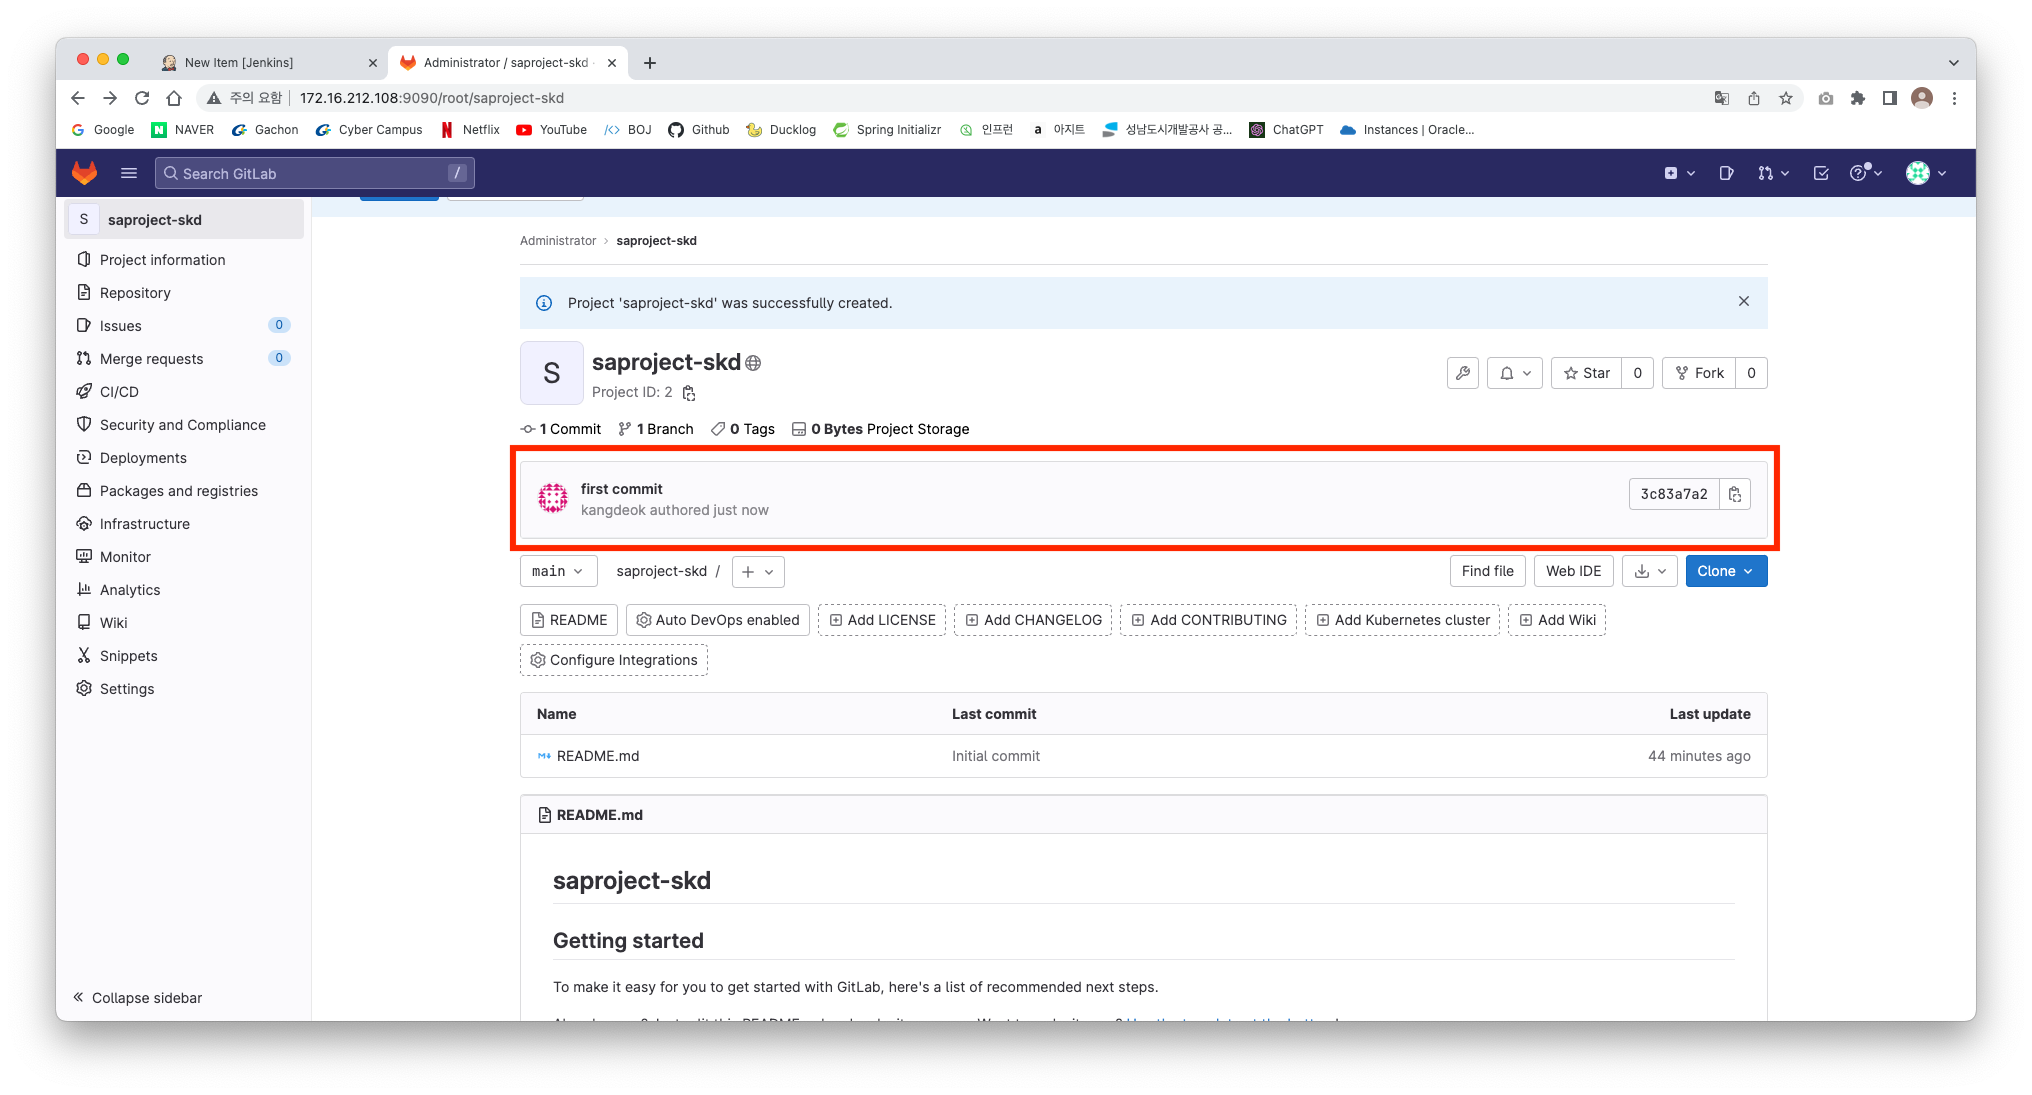 New Item [Jenkins]
Administrator / saproject-skd
주의 요함 172.16.212.108:9090/root/saproject-skd
Google NAVER Gachon Cyber Campus Netflix YouTube BOJ Github Ducklog Spring Initializr 인프런 아지트 성남도시개발공사 공... ChatGPT Instances | Oracle...
Search GitLab /
S saproject-skd
Project information
Repository
Issues 0
Merge requests 0
CI/CD
Security and Compliance
Deployments
Packages and registries
Infrastructure
Monitor
Analytics
Wiki
Snippets
Settings
Collapse sidebar
Administrator > saproject-skd
Project 'saproject-skd' was successfully created.
S
saproject-skd
Project ID: 2
Star 0 Fork 0
1 Commit 1 Branch 0 Tags 0 Bytes Project Storage
first commit
kangdeok authored just now
3c83a7a2
main saproject-skd / + Find file Web IDE Clone
README Auto DevOps enabled Add LICENSE Add CHANGELOG Add CONTRIBUTING Add Kubernetes cluster Add Wiki
Configure Integrations
Name Last commit Last update
README.md Initial commit 44 minutes ago
README.md
saproject-skd
Getting started
To make it easy for you to get started with GitLab, here's a list of recommended next steps.